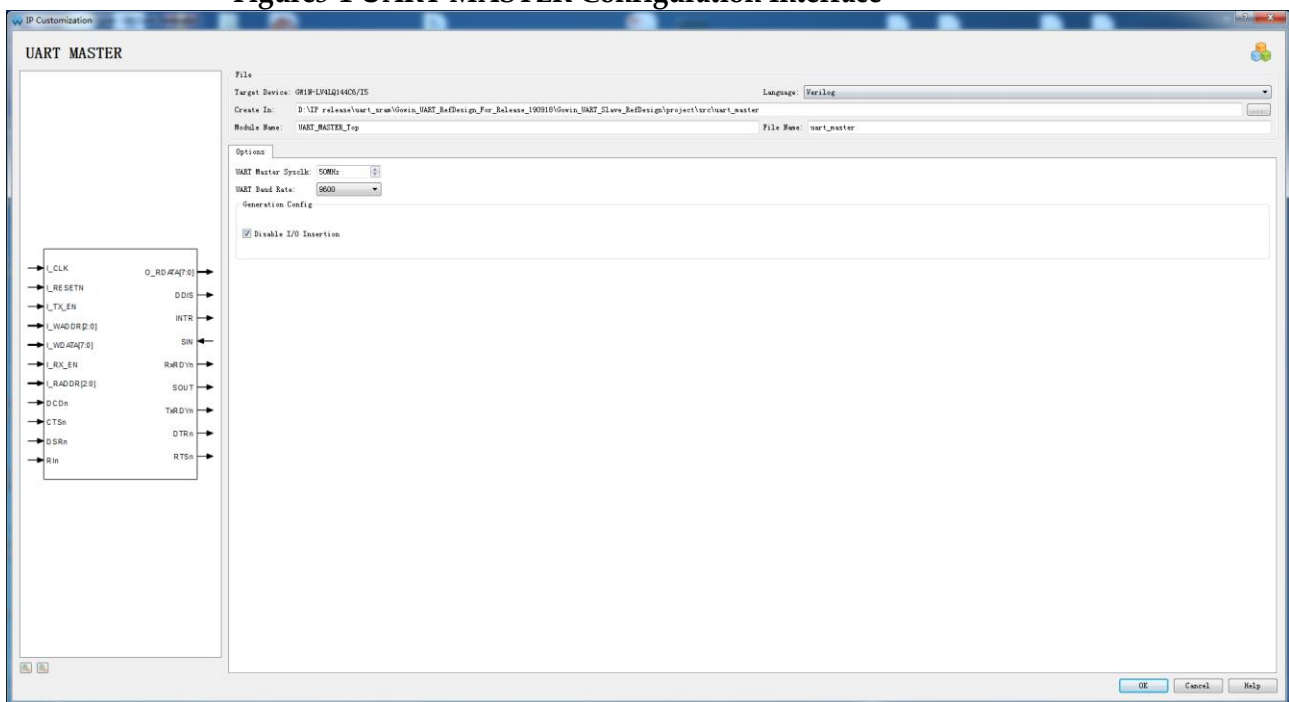 Figure5-1 UART MASTER Configuration Interface
IP Customization
UART MASTER
File
Target Device: GW1N-LV4LQ144C6/I5
Language: Verilog
Create In: D:\IP release\uart_sram\Gowin_UART_RefDesign_For_Release_190918\Gowin_UART_Slave_RefDesign\project\src\uart_master
Module Name: UART_MASTER_Top
File Name: uart_master
Options
UART Master Sysclk: 50MHz
UART Baud Rate: 9600
Generation Config
Disable I/O Insertion
I_CLK
I_RESETN
I_TX_EN
I_WADDR[2:0]
I_WDATA[7:0]
I_RX_EN
I_RADDR[2:0]
DCDn
CTSn
DSRn
RIn
O_RDATA[7:0]
DDIS
INTR
SIN
RxRDYn
SOUT
TxRDYn
DTRn
RTSn
OK Cancel Help